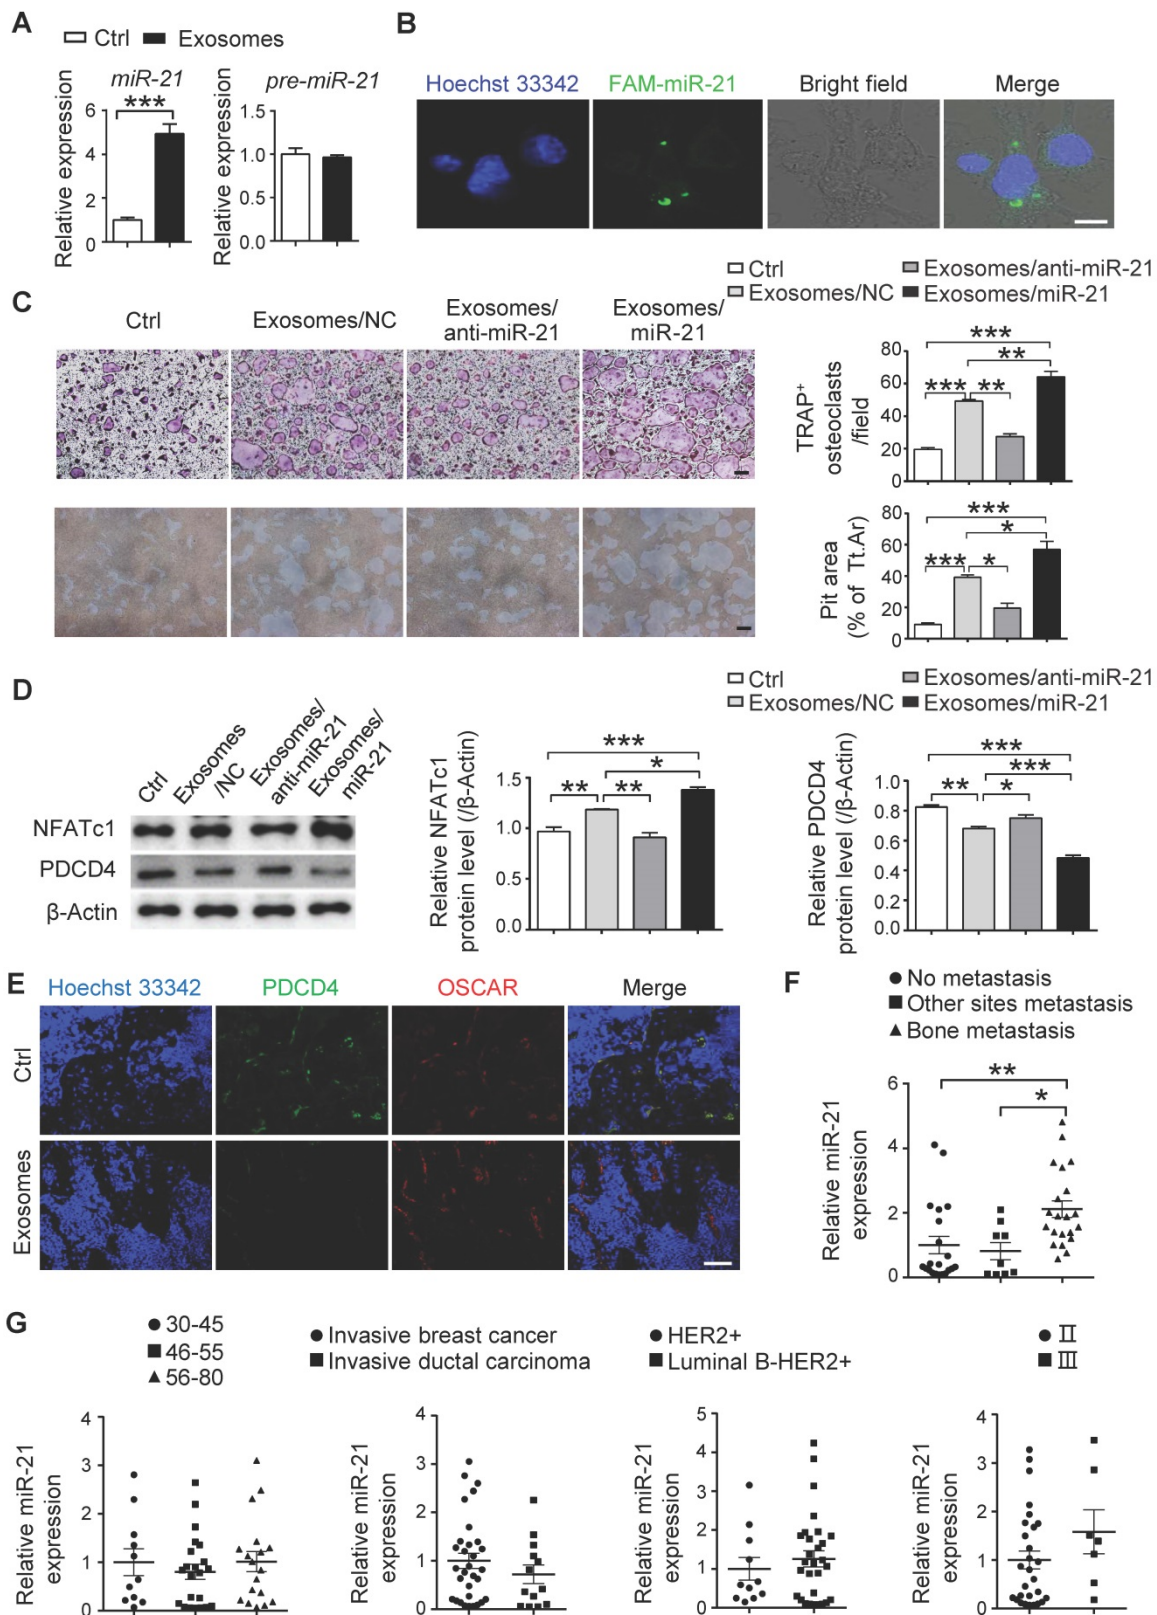 A
Ctrl Exosomes
miR-21 pre-miR-21
***
Relative expression
6
4
2
0
Relative expression
1.5
1.0
0.5
0.0
B
Hoechst 33342 FAM-miR-21 Bright field Merge
C
Ctrl Exosomes/NC Exosomes/anti-miR-21 Exosomes/miR-21
Ctrl Exosomes/anti-miR-21
Exosomes/NC Exosomes/miR-21
TRAP+ osteoclasts /field
80
60
40
20
0
***
**
*** **
Pit area (% of Tt.Ar)
80
60
40
20
0
***
*
*** *
D
Ctrl
Exosomes /NC
Exosomes/ anti-miR-21
Exosomes/ miR-21
NFATc1
PDCD4
β-Actin
Ctrl Exosomes/anti-miR-21
Exosomes/NC Exosomes/miR-21
Relative NFATc1 protein level (/β-Actin)
1.5
1.0
0.5
0.0
***
*
** **
Relative PDCD4 protein level (/β-Actin)
1.0
0.8
0.6
0.4
0.2
0.0
***
***
** *
E
Hoechst 33342 PDCD4 OSCAR Merge
Ctrl
Exosomes
F
No metastasis
Other sites metastasis
Bone metastasis
**
*
Relative miR-21 expression
6
4
2
0
G
30-45
46-55
56-80
Relative miR-21 expression
4
3
2
1
0
Invasive breast cancer
Invasive ductal carcinoma
Relative miR-21 expression
4
3
2
1
0
HER2+
Luminal B-HER2+
Relative miR-21 expression
5
4
3
2
1
0
II
III
Relative miR-21 expression
4
3
2
1
0